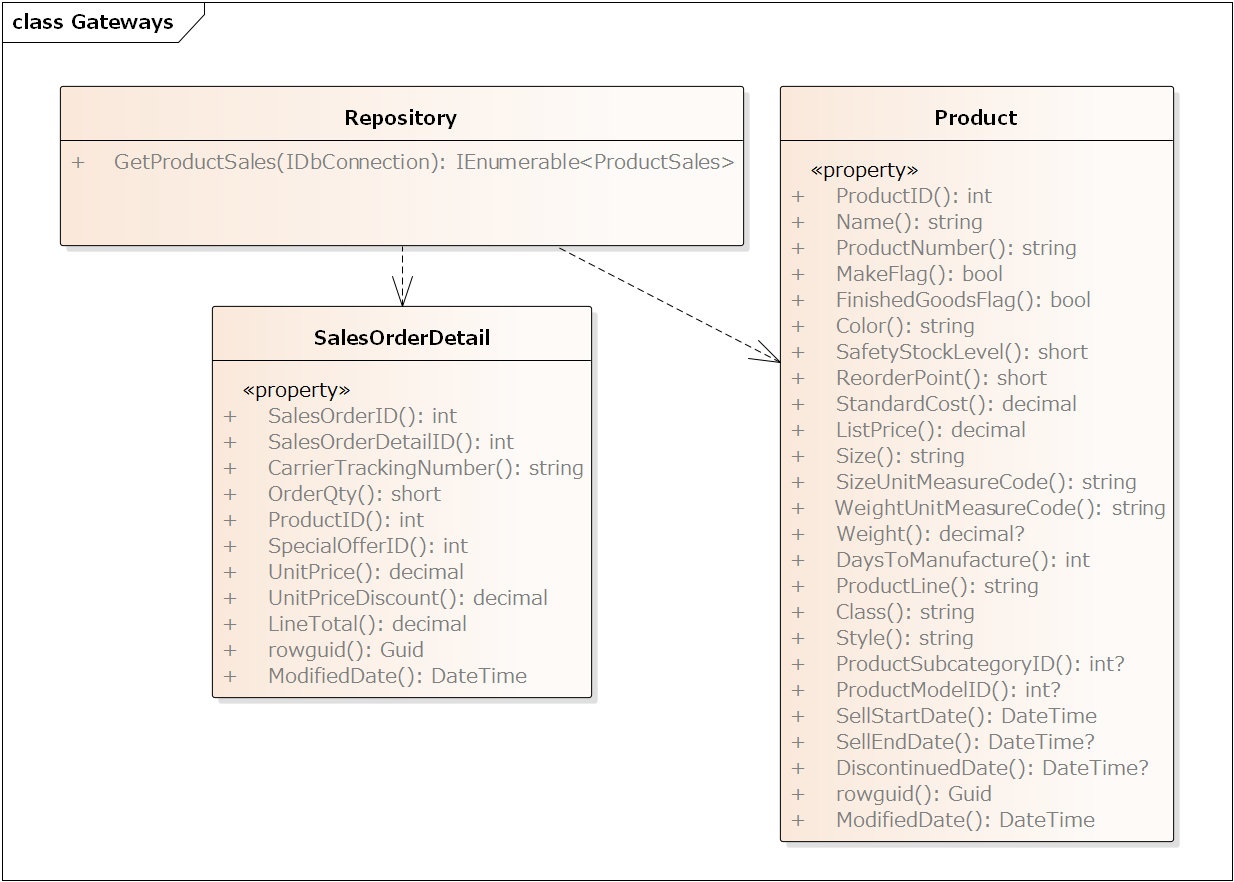 class Gateways
Repository
+ GetProductSales(IDbConnection): IEnumerable<ProductSales>
SalesOrderDetail
«property»
+ SalesOrderID(): int
+ SalesOrderDetailID(): int
+ CarrierTrackingNumber(): string
+ OrderQty(): short
+ ProductID(): int
+ SpecialOfferID(): int
+ UnitPrice(): decimal
+ UnitPriceDiscount(): decimal
+ LineTotal(): decimal
+ rowguid(): Guid
+ ModifiedDate(): DateTime
Product
«property»
+ ProductID(): int
+ Name(): string
+ ProductNumber(): string
+ MakeFlag(): bool
+ FinishedGoodsFlag(): bool
+ Color(): string
+ SafetyStockLevel(): short
+ ReorderPoint(): short
+ StandardCost(): decimal
+ ListPrice(): decimal
+ Size(): string
+ SizeUnitMeasureCode(): string
+ WeightUnitMeasureCode(): string
+ Weight(): decimal?
+ DaysToManufacture(): int
+ ProductLine(): string
+ Class(): string
+ Style(): string
+ ProductSubcategoryID(): int?
+ ProductModelID(): int?
+ SellStartDate(): DateTime
+ SellEndDate(): DateTime?
+ DiscontinuedDate(): DateTime?
+ rowguid(): Guid
+ ModifiedDate(): DateTime